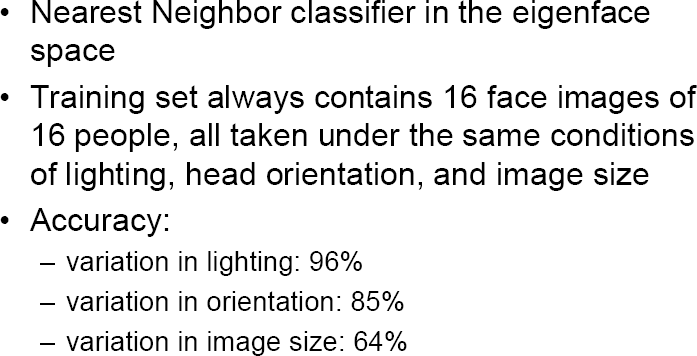 • Nearest Neighbor classifier in the eigenface
space
• Training set always contains 16 face images of
16 people, all taken under the same conditions
of lighting, head orientation, and image size
• Accuracy:
– variation in lighting: 96%
– variation in orientation: 85%
– variation in image size: 64%